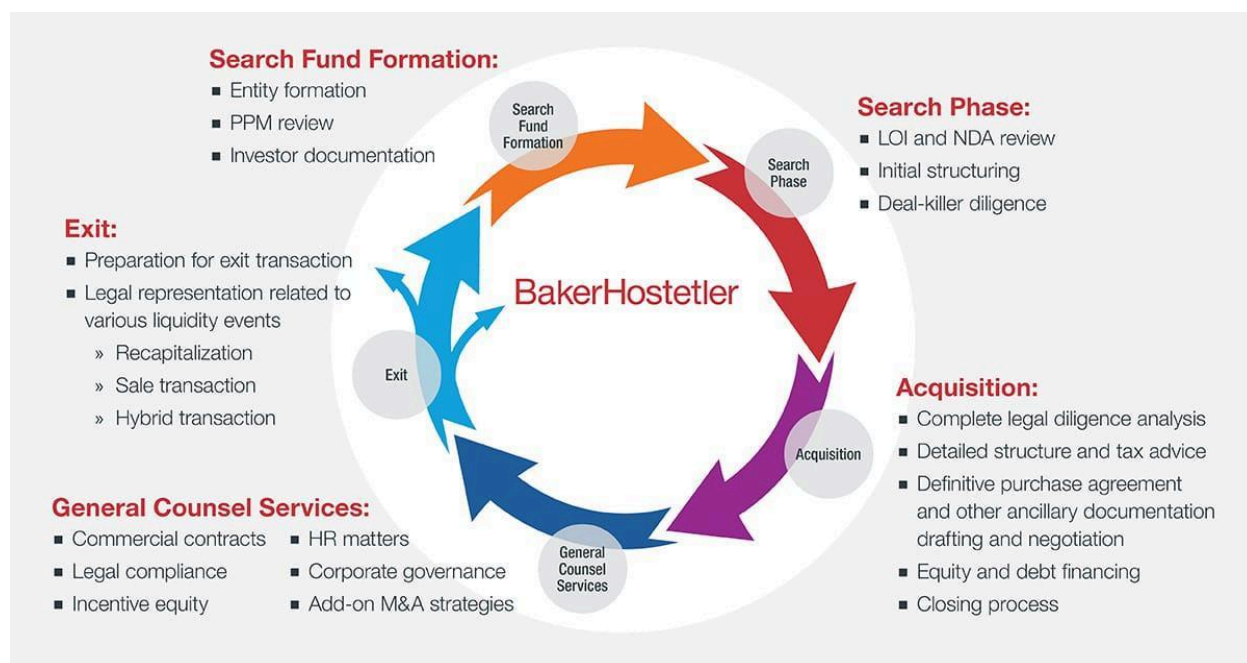 Search Fund Formation:
▪ Entity formation
▪ PPM review
▪ Investor documentation
Search
Fund
Formation
Search Phase:
▪ LOI and NDA review
▪ Initial structuring
▪ Deal-killer diligence
Search
Phase
Exit:
▪ Preparation for exit transaction
▪ Legal representation related to
various liquidity events
» Recapitalization
» Sale transaction
» Hybrid transaction
Exit
BakerHostetler
Acquisition:
▪ Complete legal diligence analysis
▪ Detailed structure and tax advice
▪ Definitive purchase agreement
and other ancillary documentation
drafting and negotiation
▪ Equity and debt financing
▪ Closing process
Acquisition
General Counsel Services:
▪ Commercial contracts
▪ Legal compliance
▪ Incentive equity
▪ HR matters
▪ Corporate governance
▪ Add-on M&A strategies
General
Counsel
Services